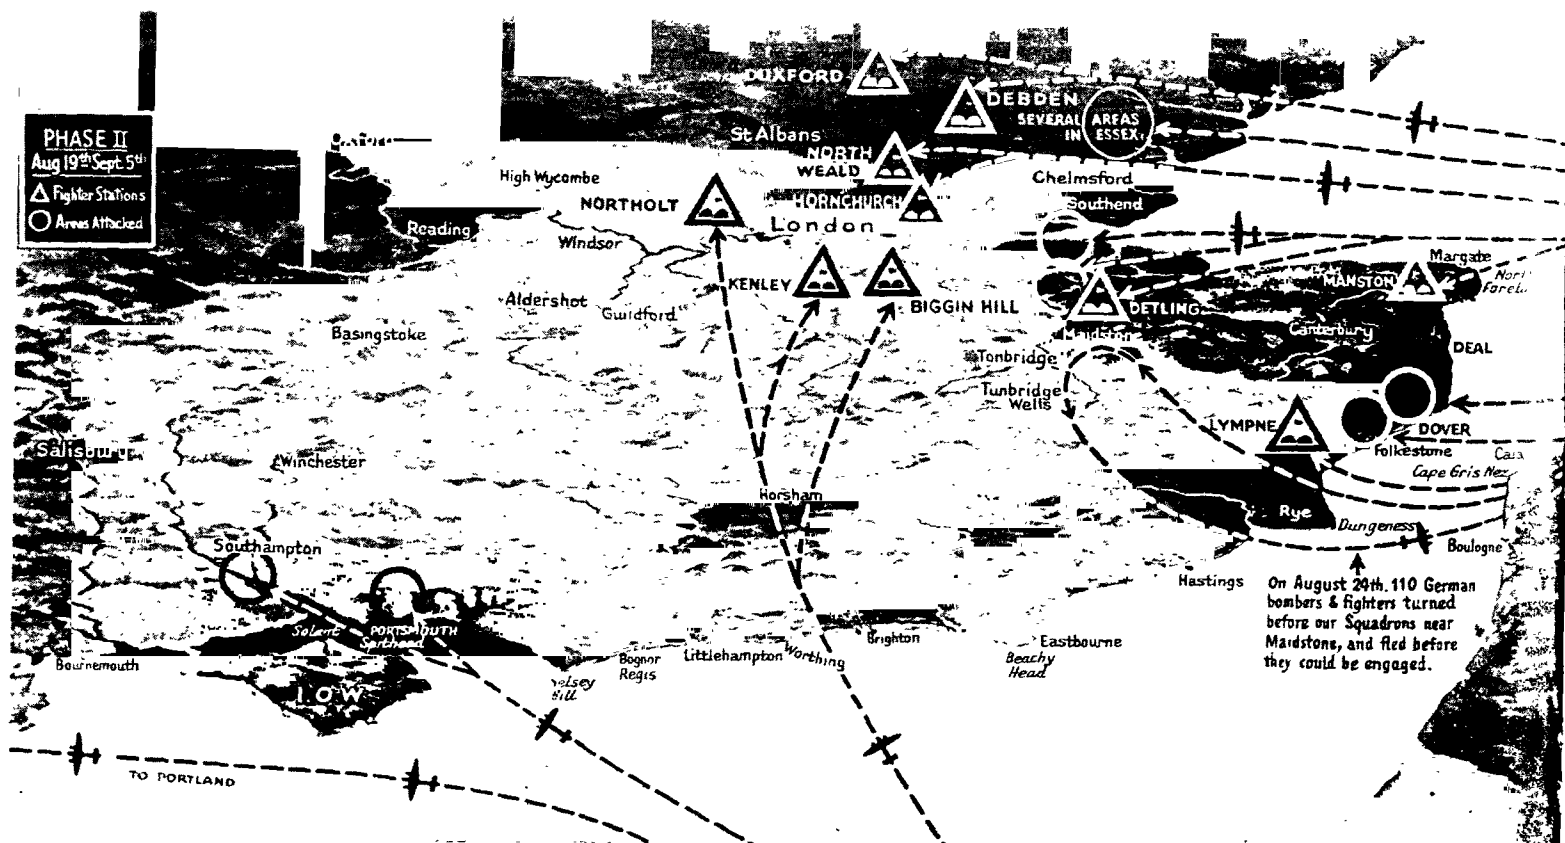 PHASE II
Aug 19th Sept 5th
Fighter Stations
Areas Attacked
DUXFORD
DEBDEN
SEVERAL AREAS
IN ESSEX.
St Albans
NORTH
WEALD
Oxford
High Wycombe
Chelmsford
NORTHOLT
HORNCHURCH
Southend
London
Reading
Windsor
Margate
KENLEY
MANSTON
BIGGIN HILL
DETLING
Aldershot
Guildford
Basingstoke
Canterbury
Maidstone
DEAL
Tonbridge
Tunbridge
Wells
LYMPNE
DOVER
Folkestone
Salisbury
Winchester
Cape Gris Nez
Horsham
Rye
Dungeness
Southampton
Boulogne
Hastings
On August 24th. 110 German
bombers & fighters turned
before our Squadrons near
Maidstone, and fled before
they could be engaged.
Solent
PORTSMOUTH
Brighton
Eastbourne
Bournemouth
Bognor
Regis
Littlehampton
Worthing
Beachy
Head
I.O.W.
TO PORTLAND